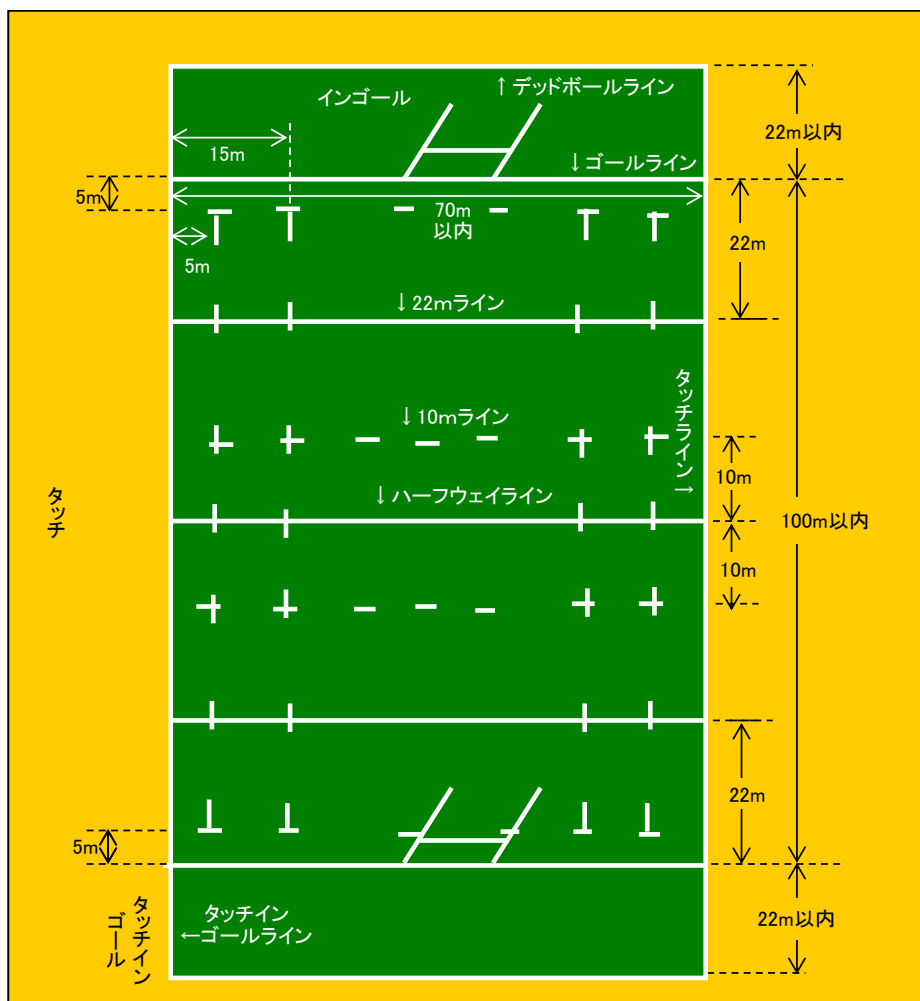 インゴール
↑デッドボールライン
22m以内
15m
↓ゴールライン
5m
70m
以内
22m
5m
↓22mライン
タッチライン→
↓10mライン
10m
タッチ
↓ハーフウェイライン
100m以内
10m
22m
5m
タッチイン
ゴール
タッチイン
←ゴールライン
22m以内